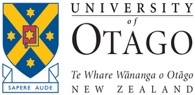 UNIVERSITY
of
OTAGO
Te Whare Wānanga o Otāgo
NEW ZEALAND
SAPERE AUDE